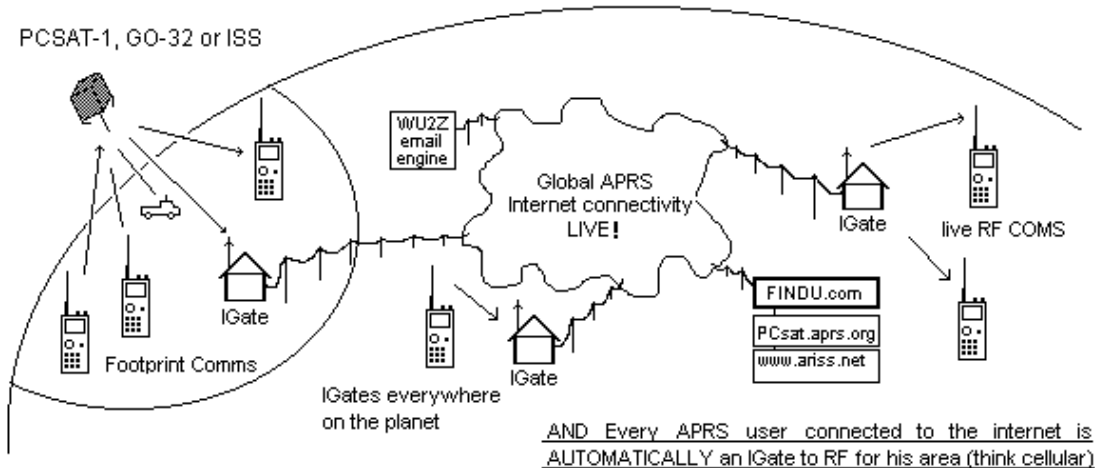 PCSAT-1, GO-32 or ISS
WU2Z
email
engine
Global APRS
Internet connectivity
LIVE!
IGate
live RF COMS
IGate
Footprint Comms
IGate
FINDU.com
PCsat.aprs.org
www.ariss.net
IGates everywhere
on the planet
AND Every APRS user connected to the internet is
AUTOMATICALLY an IGate to RF for his area (think cellular)